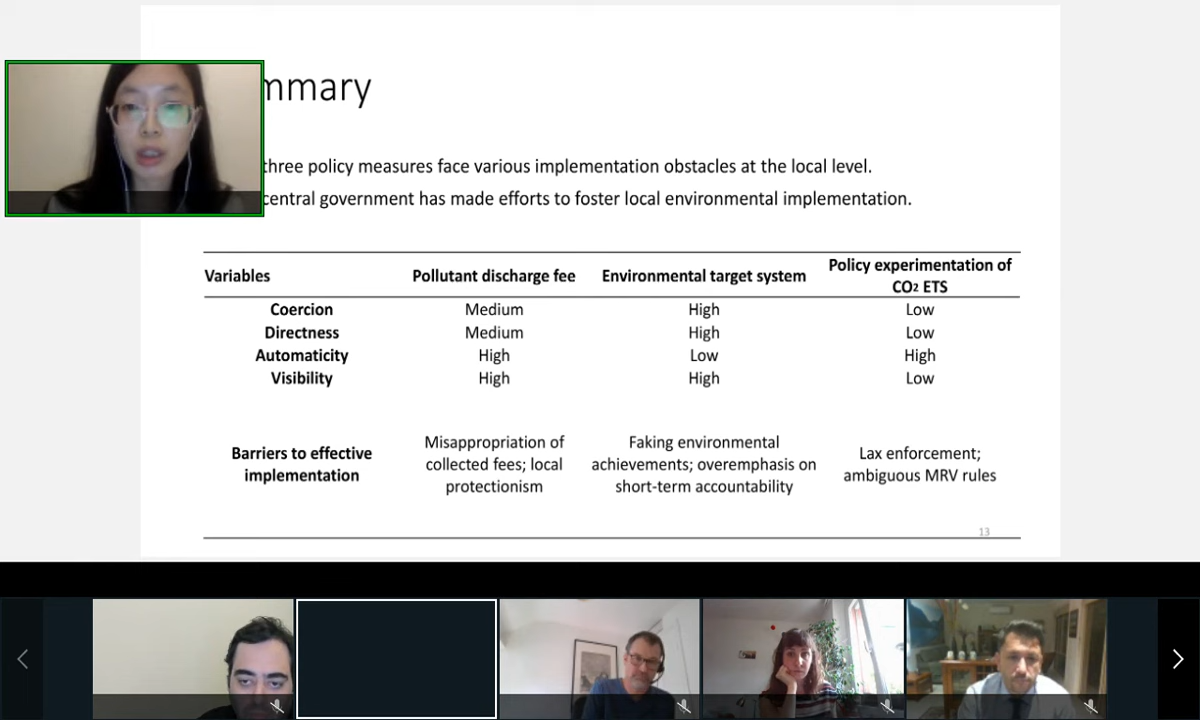 mmary
three policy measures face various implementation obstacles at the local level.
central government has made efforts to foster local environmental implementation.
Variables Pollutant discharge fee Environmental target system Policy experimentation of CO2 ETS
Coercion Medium High Low
Directness Medium High Low
Automaticity High Low High
Visibility High High Low
Barriers to effective implementation Misappropriation of collected fees; local protectionism Faking environmental achievements; overemphasis on short-term accountability Lax enforcement; ambiguous MRV rules
13